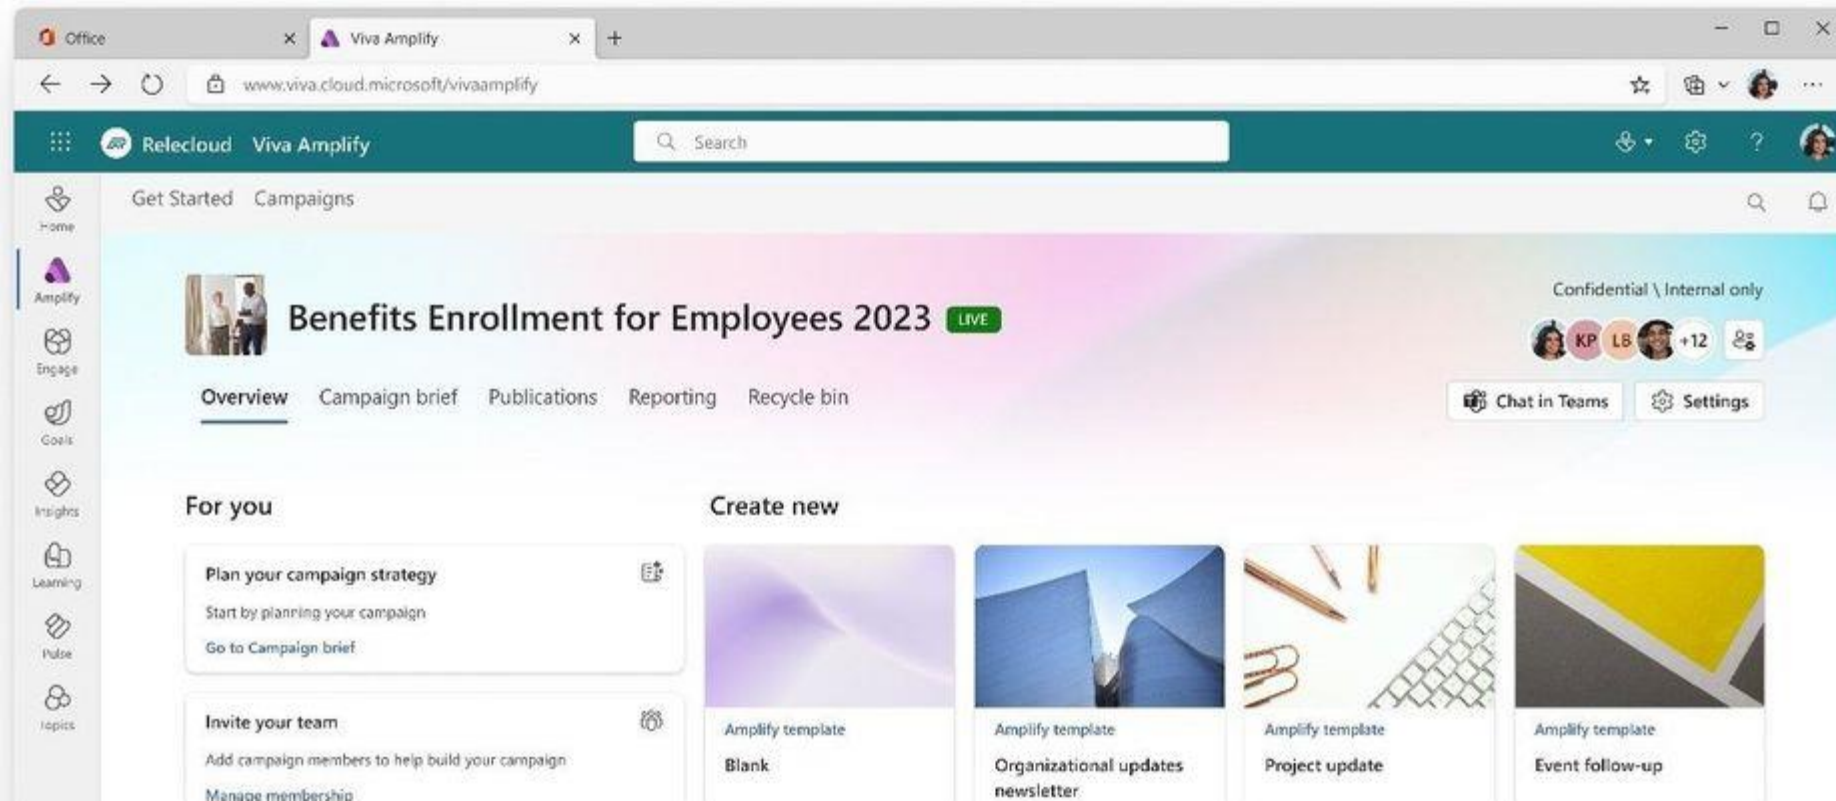 Office
Viva Amplify
www.viva.cloud.microsoft/vivaamplify
Relecloud Viva Amplify
Search
?
Get Started Campaigns
Home
Amplify
Engage
Goals
Insights
Learning
Pulse
Topics
Benefits Enrollment for Employees 2023 LIVE
Confidential \ Internal only
KP LB +12
Overview Campaign brief Publications Reporting Recycle bin
Chat in Teams Settings
For you
Plan your campaign strategy
Start by planning your campaign
Go to Campaign brief
Invite your team
Add campaign members to help build your campaign
Manage membership
Create new
Amplify template
Blank
Amplify template
Organizational updates
newsletter
Amplify template
Project update
Amplify template
Event follow-up